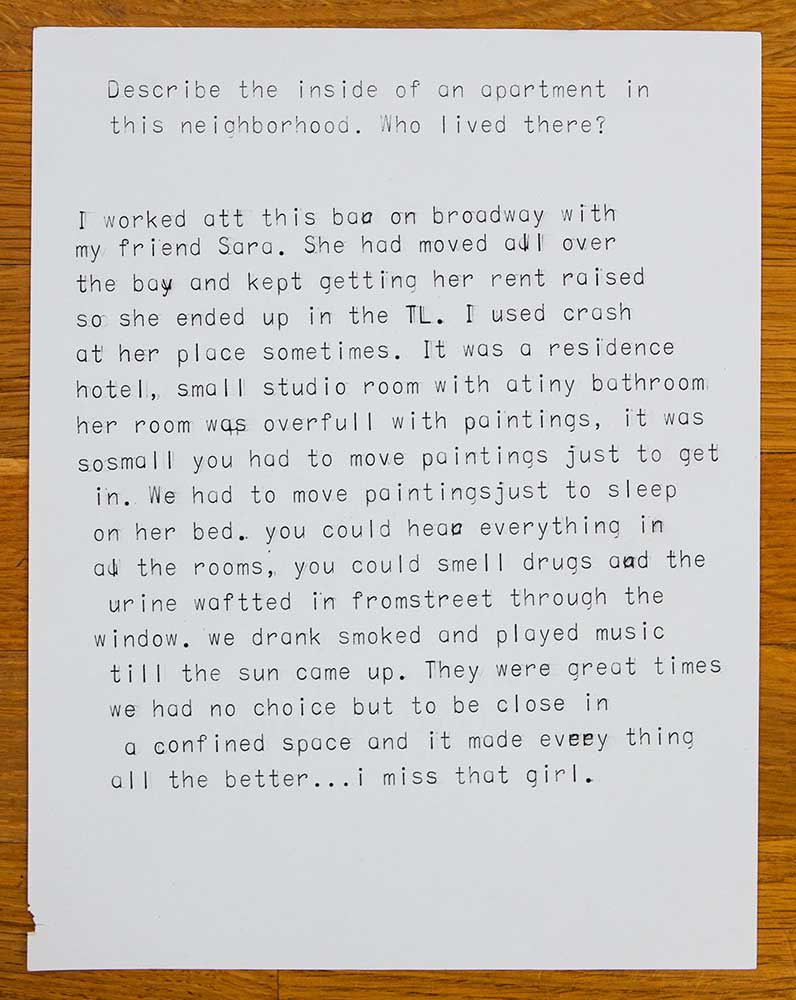 Describe the inside of an apartment in
this neighborhood. Who lived there?
I worked att this baa on broadway with
my friend Sara. She had moved all over
the bay and kept getting her rent raised
so she ended up in the TL. I used crash
at her place sometimes. It was a residence
hotel, small studio room with atiny bathroom
her room was overfull with paintings, it was
sosmall you had to move paintings just to get
in. We had to move paintingsjust to sleep
on her bed. you could hear everything in
all the rooms, you could smell drugs and the
urine waftted in fromstreet through the
window. we drank smoked and played music
till the sun came up. They were great times
we had no choice but to be close in
a confined space and it made every thing
all the better...i miss that girl.